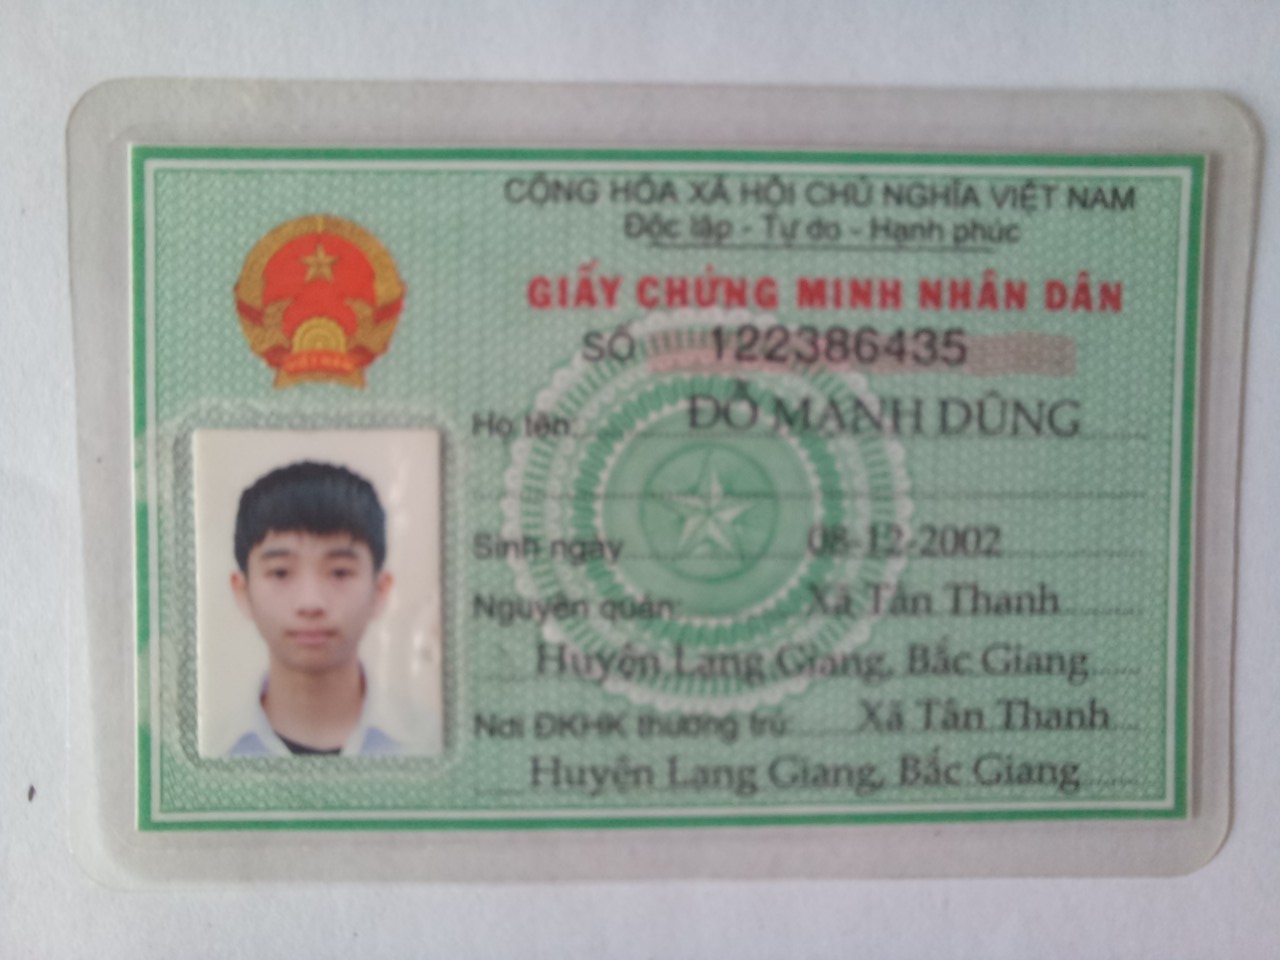 CỘNG HÒA XÃ HỘI CHỦ NGHĨA VIỆT NAM
Độc lập - Tự do - Hạnh phúc
GIẤY CHỨNG MINH NHÂN DÂN
SỐ 122386435
Họ tên: ĐỖ MẠNH DŨNG
Sinh ngày 08-12-2002
Nguyên quán: Xã Tân Thanh
Huyện Lạng Giang, Bắc Giang
Nơi ĐKHK thường trú: Xã Tân Thanh
Huyện Lạng Giang, Bắc Giang
VIỆT NAM